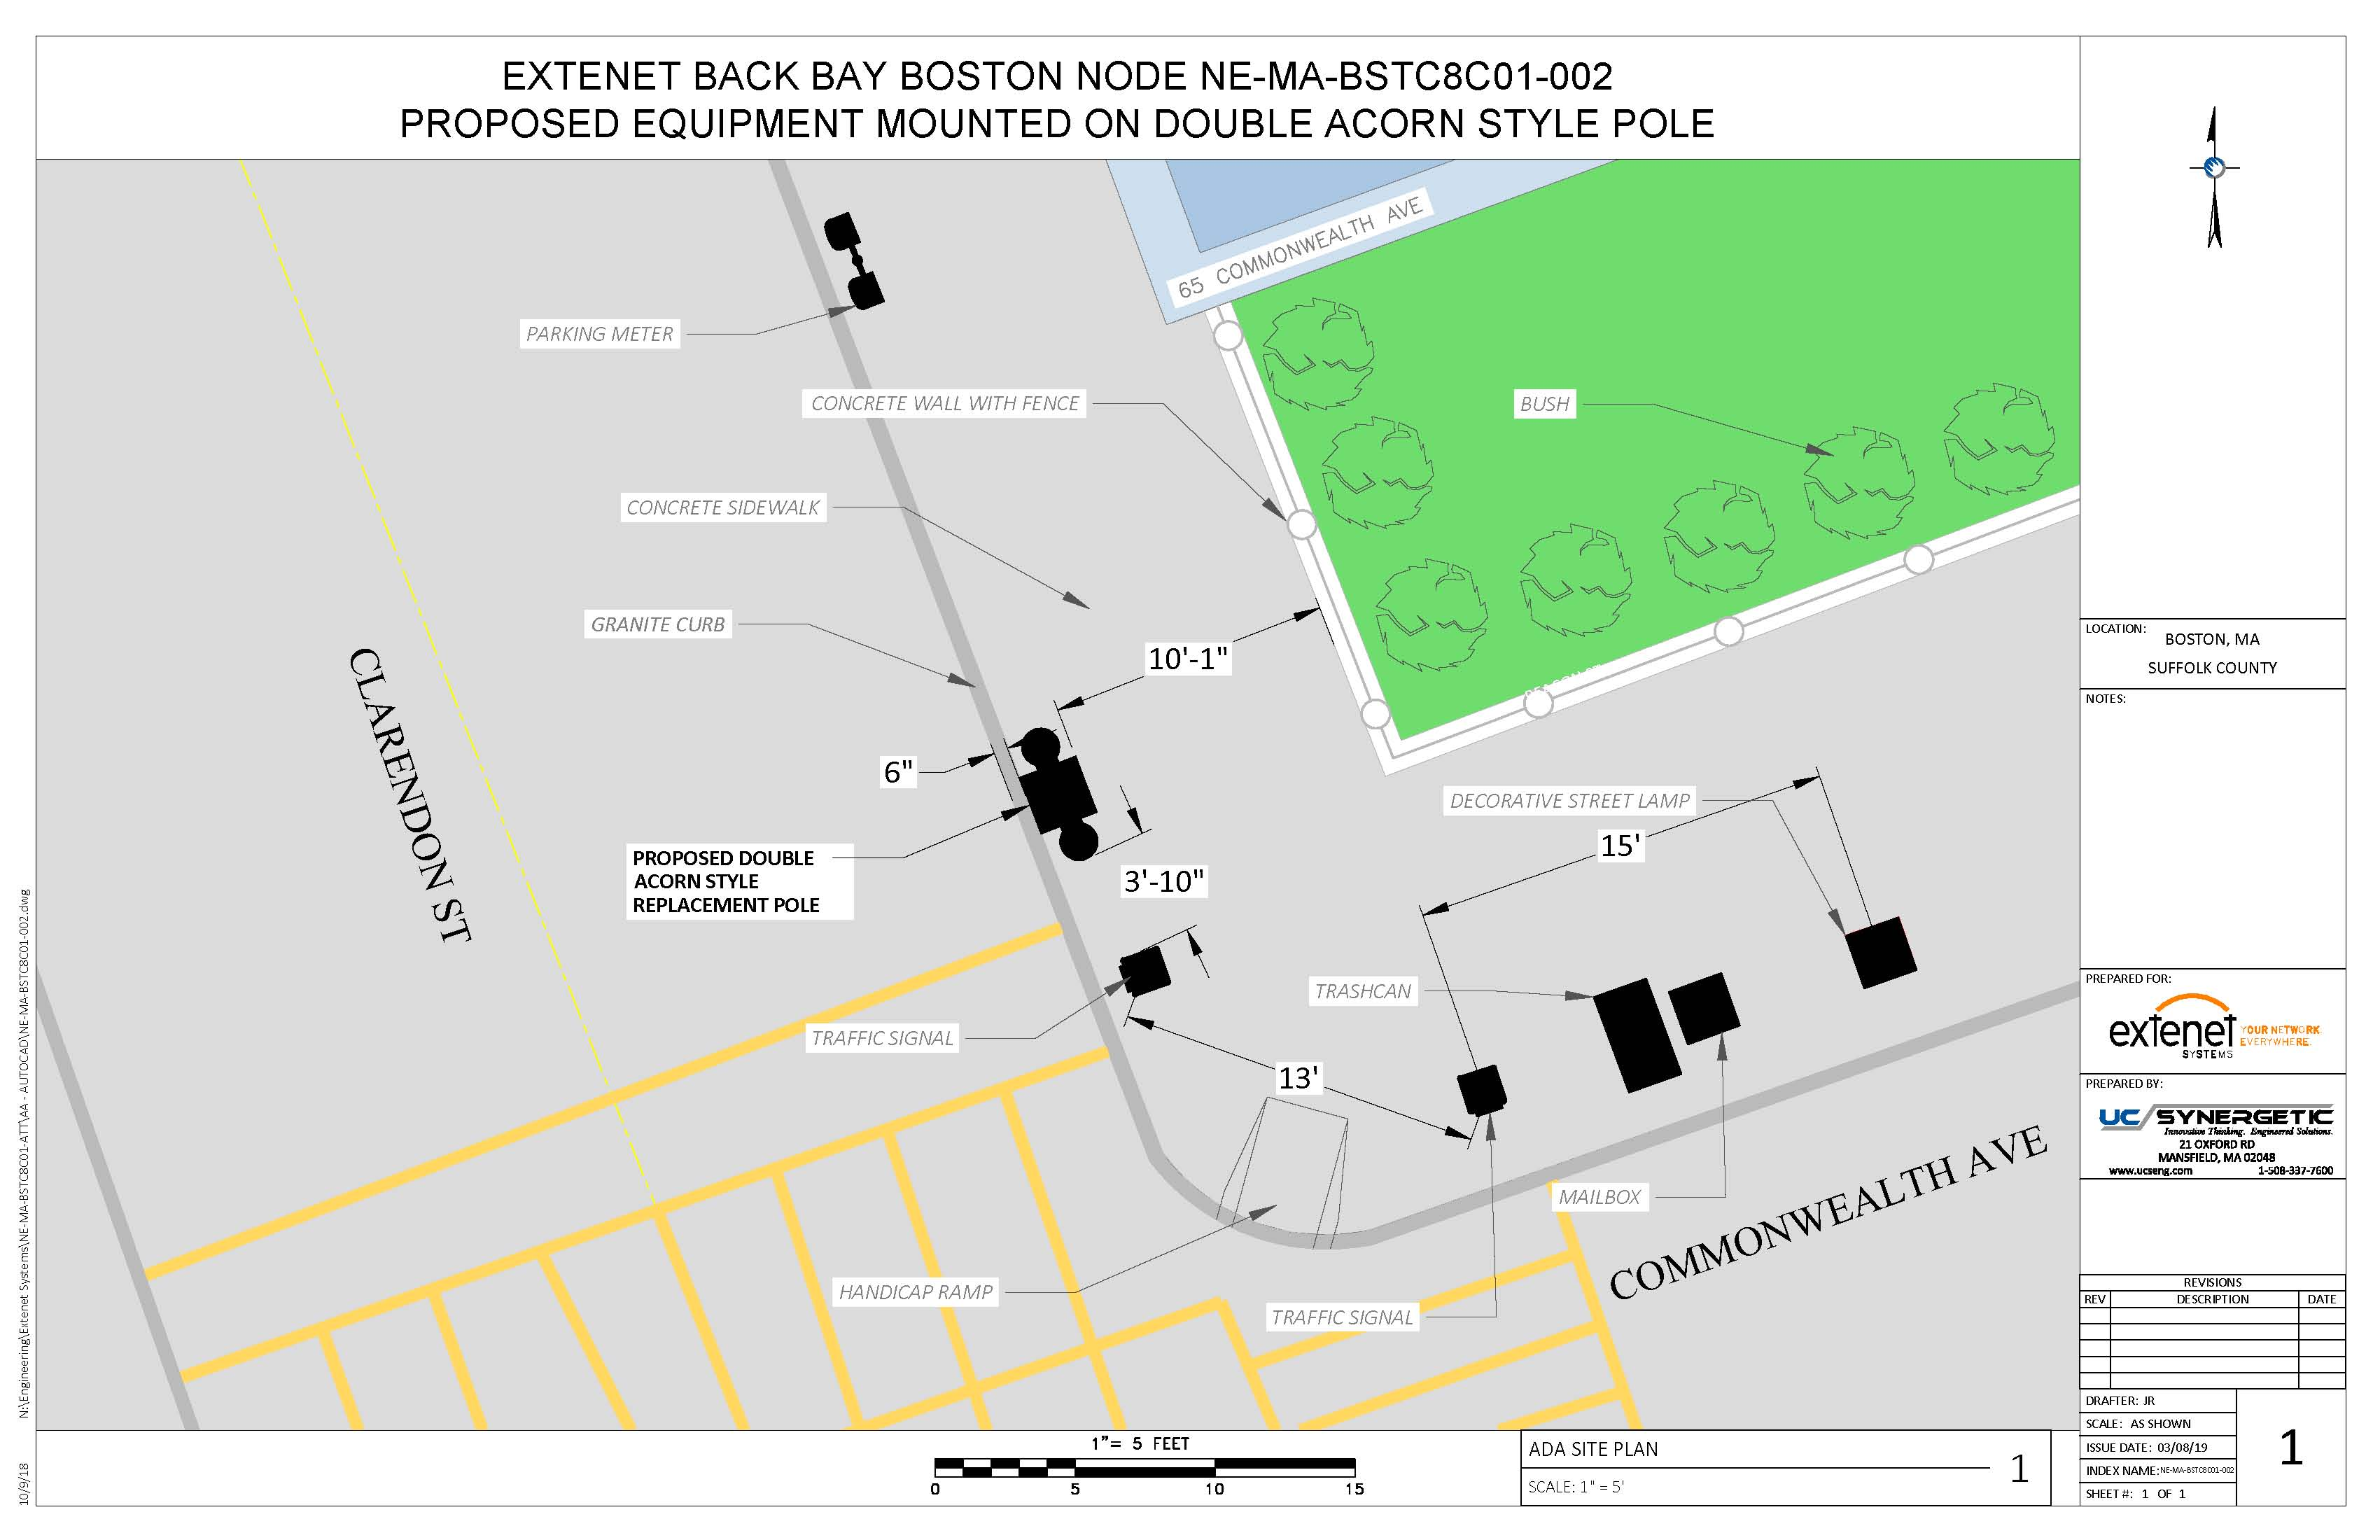 EXTENET BACK BAY BOSTON NODE NE-MA-BSTC8C01-002
PROPOSED EQUIPMENT MOUNTED ON DOUBLE ACORN STYLE POLE
65 COMMONWEALTH AVE
PARKING METER
CONCRETE WALL WITH FENCE
BUSH
CONCRETE SIDEWALK
GRANITE CURB
10'-1"
6"
CLARENDON ST
DECORATIVE STREET LAMP
15'
PROPOSED DOUBLE
ACORN STYLE
REPLACEMENT POLE
3'-10"
TRASHCAN
TRAFFIC SIGNAL
13'
MAILBOX
COMMONWEALTH AVE
HANDICAP RAMP
TRAFFIC SIGNAL
1"= 5 FEET
0 5 10 15
ADA SITE PLAN
1
SCALE: 1" = 5'
N:\Engineering\Extenet Systems\NE-MA-BSTC8C01-ATT\AA - AUTOCAD\NE-MA-BSTC8C01-002.dwg
10/9/18
LOCATION:
BOSTON, MA
SUFFOLK COUNTY
NOTES:
PREPARED FOR:
extenet
SYSTEMS
YOUR NETWORK.
EVERYWHERE.
PREPARED BY:
UC SYNERGETIC
Innovative Thinking. Engineered Solutions.
21 OXFORD RD
MANSFIELD, MA 02048
www.ucseng.com 1-508-337-7600
REVISIONS
REV DESCRIPTION DATE
DRAFTER: JR
SCALE: AS SHOWN
ISSUE DATE: 03/08/19
INDEX NAME: NE-MA-BSTC8C01-002
SHEET #: 1 OF 1
1